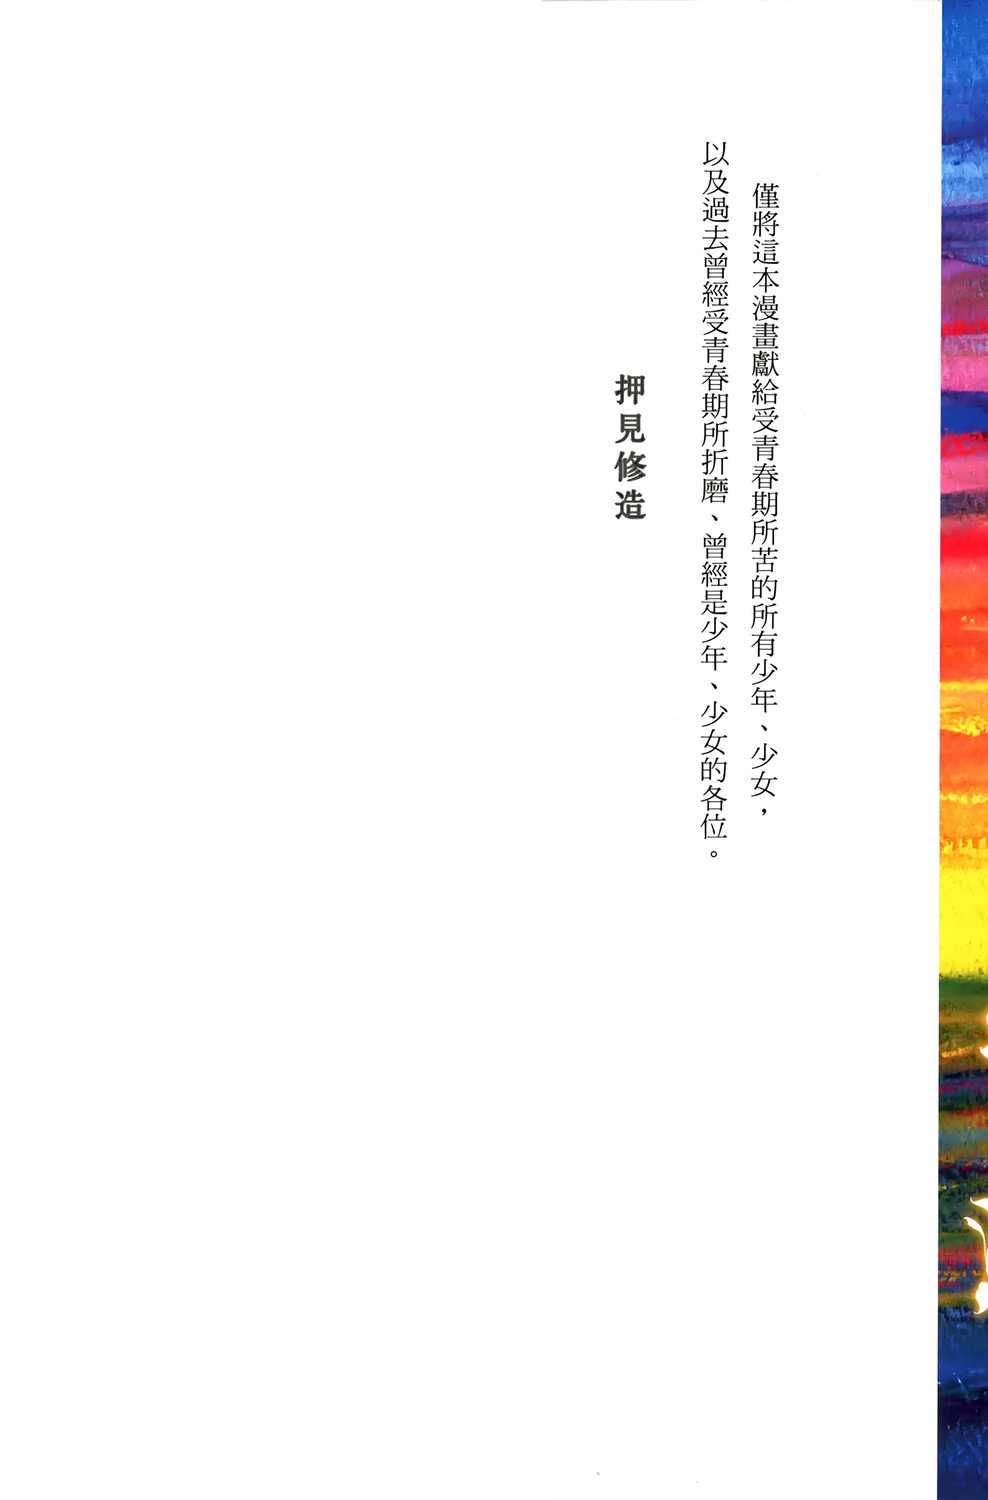 僅將這本漫畫獻給受青春期所苦的所有少年、少女，
以及過去曾經受青春期所折磨、曾經是少年、少女的各位。
押見修造